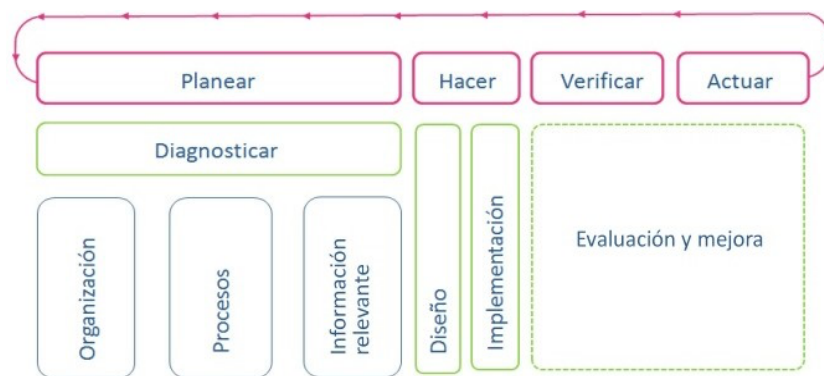 Planear
Hacer
Verificar
Actuar
Diagnosticar
Organización
Procesos
Información
relevante
Diseño
Implementación
Evaluación y mejora